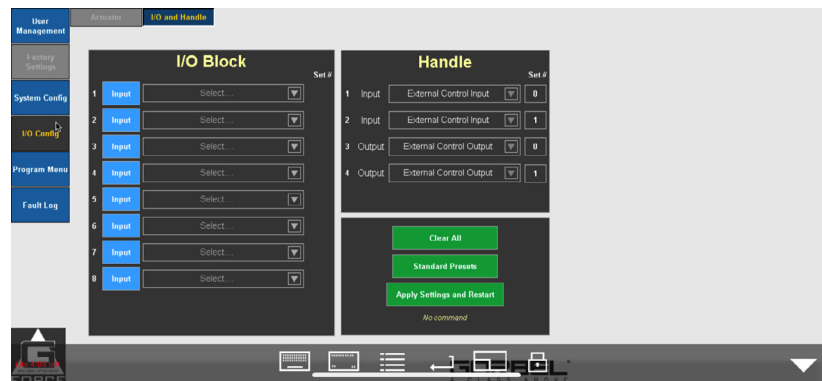 User
Management
Actuator
I/O and Handle
Factory
Settings
System Config
I/O Config
Program Menu
Fault Log
I/O Block
Set #
1 Input Select... 
2 Input Select...
3 Input Select...
4 Input Select...
5 Input Select...
6 Input Select...
7 Input Select...
8 Input Select...
Handle
Set #
1 Input External Control Input 0
2 Input External Control Input 1
3 Output External Control Output 0
4 Output External Control Output 1
Clear All
Standard Presets
Apply Settings and Restart
No command
FORCE